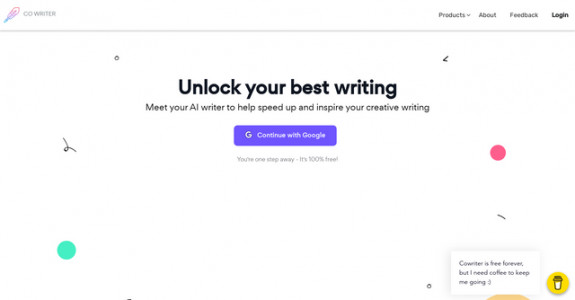 CO WRITER
Products
About
Feedback
Login
Unlock your best writing
Meet your AI writer to help speed up and inspire your creative writing
G Continue with Google
You're one step away - It's 100% free!
Cowriter is free forever,
but I need coffee to keep
me going :)